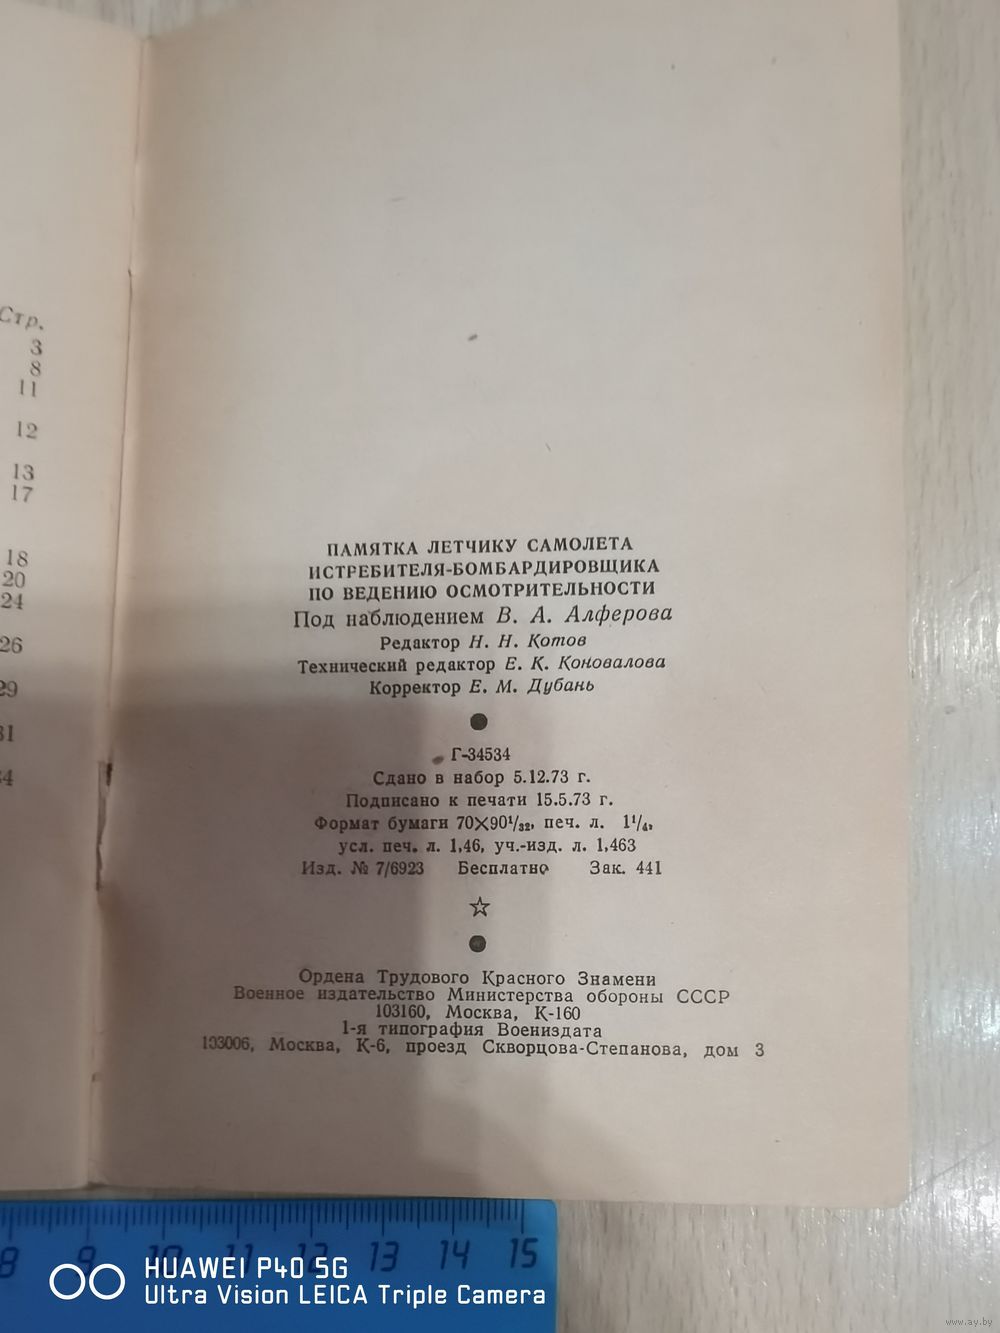 Стр.
3
8
11
12
13
17
18
20
24
26
29
31
34
ПАМЯТКА ЛЕТЧИКУ САМОЛЕТА
ИСТРЕБИТЕЛЯ-БОМБАРДИРОВЩИКА
ПО ВЕДЕНИЮ ОСМОТРИТЕЛЬНОСТИ
Под наблюдением В. А. Алферова
Редактор Н. Н. Котов
Технический редактор Е. К. Коновалова
Корректор Е. М. Дубань
Г-34534
Сдано в набор 5.12.73 г.
Подписано к печати 15.5.73 г.
Формат бумаги 70×90¹/₃₂, печ. л. 1¹/₄,
усл. печ. л. 1,46, уч.-изд. л. 1,463
Изд. № 7/6923 Бесплатно Зак. 441
Ордена Трудового Красного Знамени
Военное издательство Министерства обороны СССР
103160, Москва, К-160
1-я типография Воениздата
103006, Москва, К-6, проезд Скворцова-Степанова, дом 3
8 9 10 11 12 13 14 15
HUAWEI P40 5G
Ultra Vision LEICA Triple Camera
www.ay.by